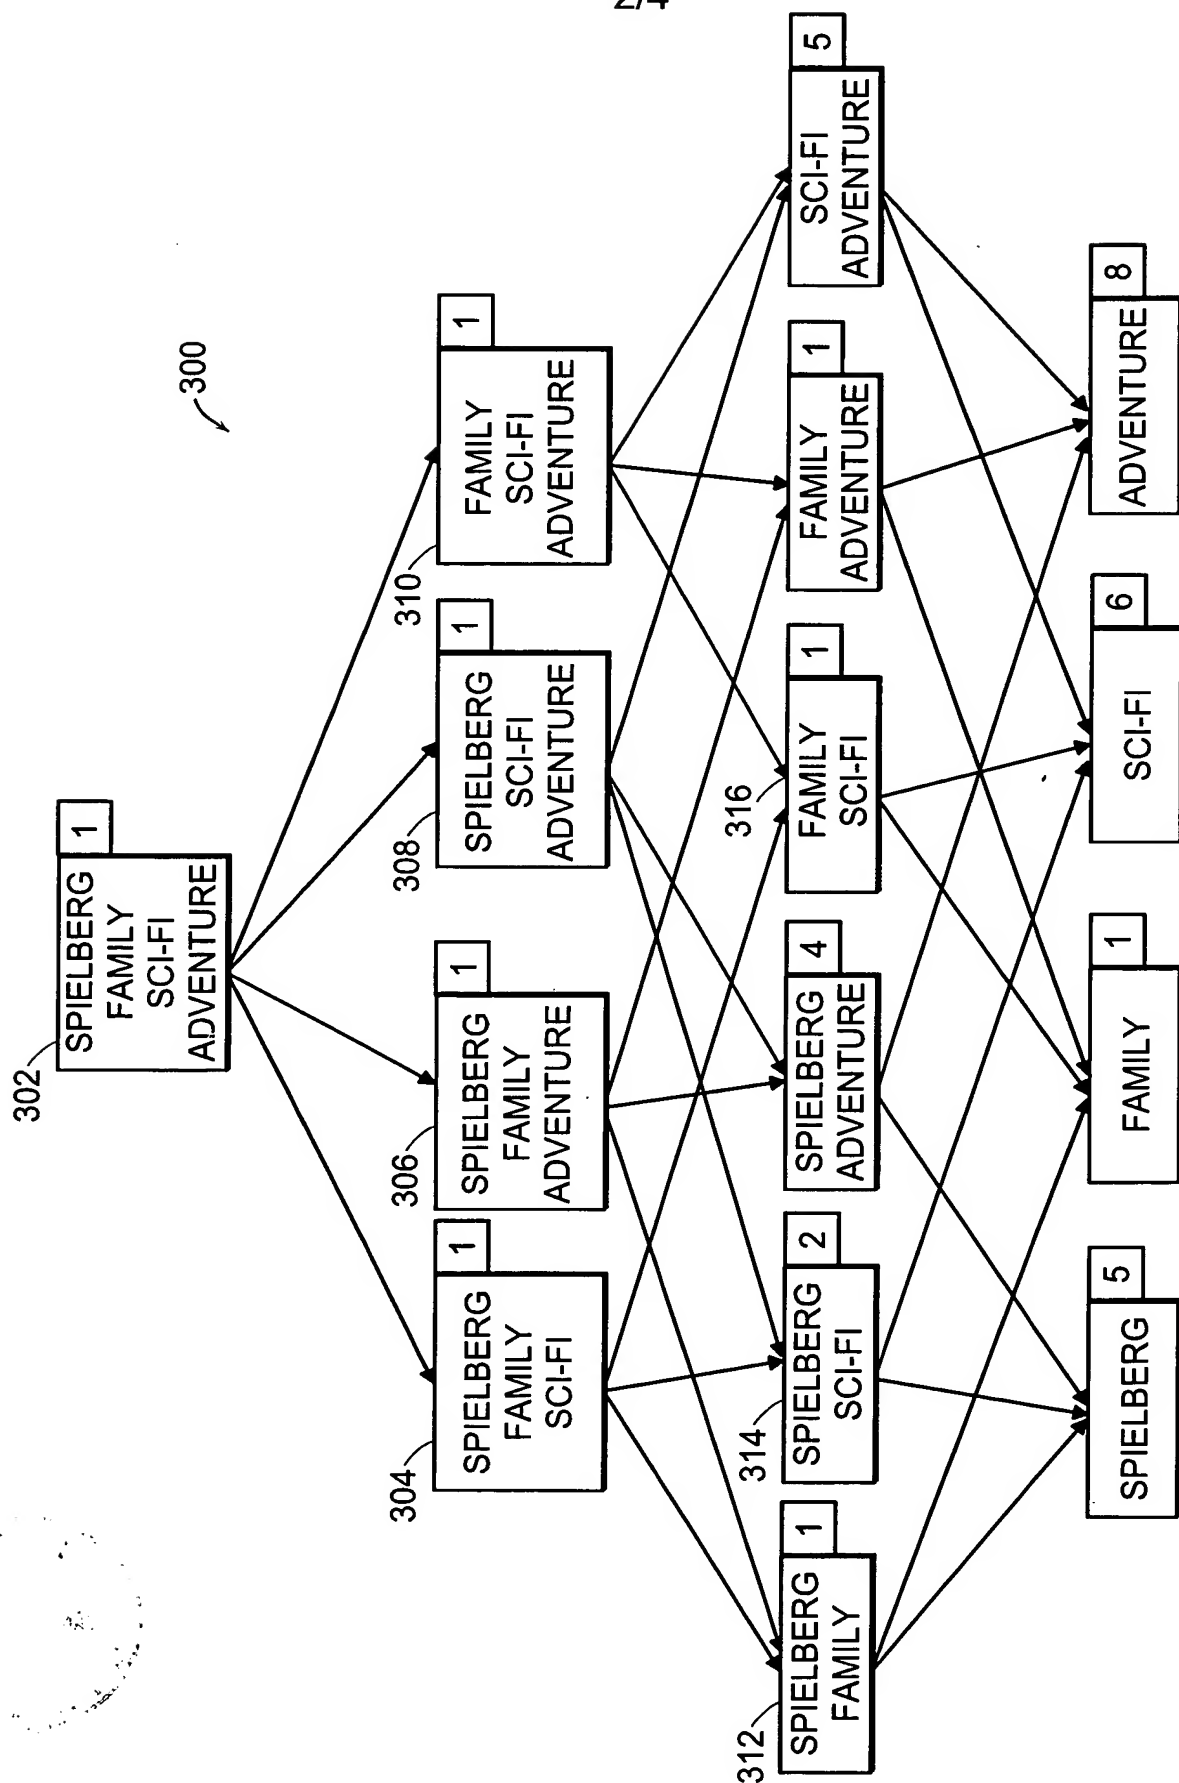 2/4
300
302
SPIELBERG
FAMILY
SCI-FI
ADVENTURE
1
304
SPIELBERG
FAMILY
SCI-FI
1
306
SPIELBERG
FAMILY
ADVENTURE
1
308
SPIELBERG
SCI-FI
ADVENTURE
1
310
FAMILY
SCI-FI
ADVENTURE
1
312
SPIELBERG
FAMILY
1
314
SPIELBERG
SCI-FI
2
SPIELBERG
ADVENTURE
4
316
FAMILY
SCI-FI
1
FAMILY
ADVENTURE
1
SCI-FI
ADVENTURE
5
SPIELBERG
5
FAMILY
1
SCI-FI
6
ADVENTURE
8